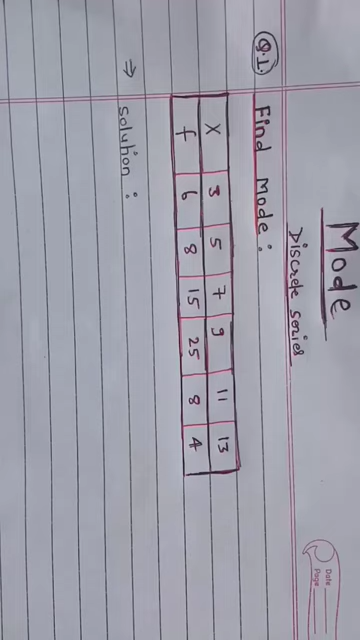 Mode
Discrete series
Date
Page
Q.1. Find Mode :
X 3 5 7 9 11 13
f 6 8 15 25 8 4
⇒ solution :